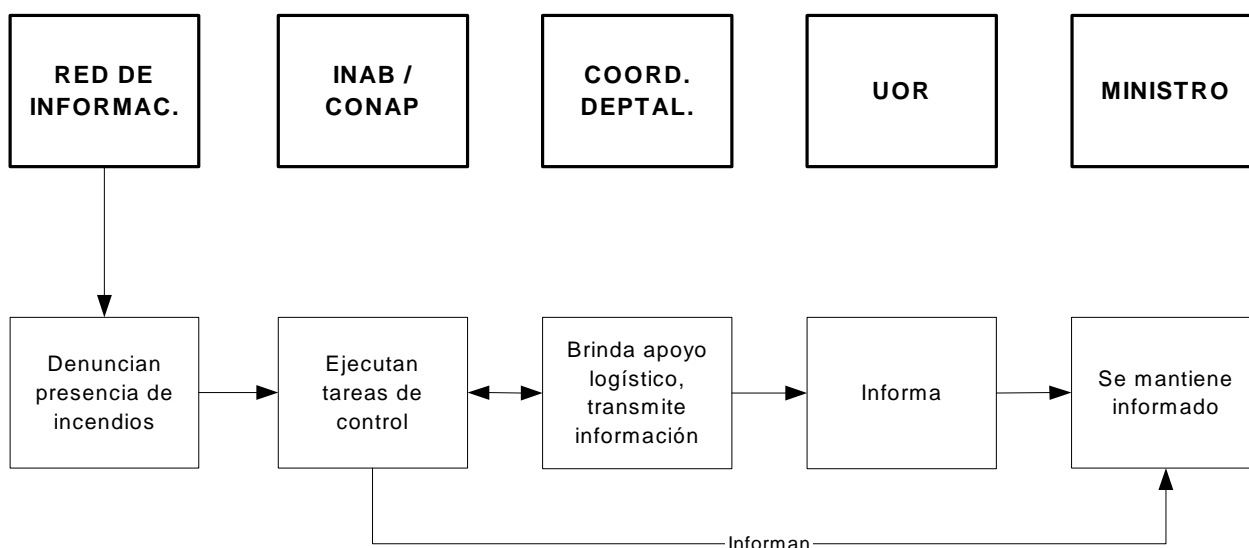 RED DE
INFORMAC.
INAB /
CONAP
COORD.
DEPTAL.
UOR
MINISTRO
Denuncian
presencia de
incendios
Ejecutan
tareas de
control
Brinda apoyo
logístico,
transmite
información
Informa
Se mantiene
informado
Informan